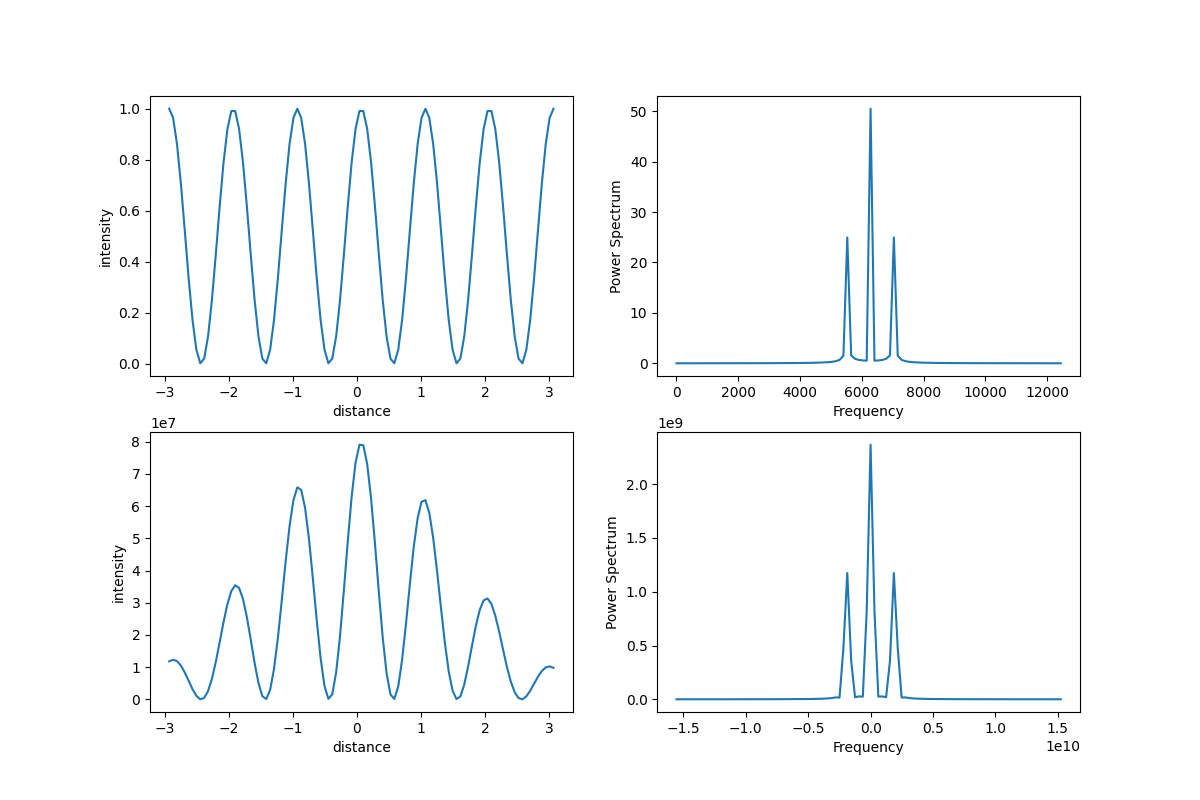 1.0
0.8
0.6
0.4
0.2
0.0
intensity
−3 −2 −1 0 1 2 3
distance
50
40
30
20
10
0
Power Spectrum
0 2000 4000 6000 8000 10000 12000
Frequency
1e7
8
7
6
5
4
3
2
1
0
intensity
−3 −2 −1 0 1 2 3
distance
1e9
2.0
1.5
1.0
0.5
0.0
Power Spectrum
−1.5 −1.0 −0.5 0.0 0.5 1.0 1.5
Frequency
1e10